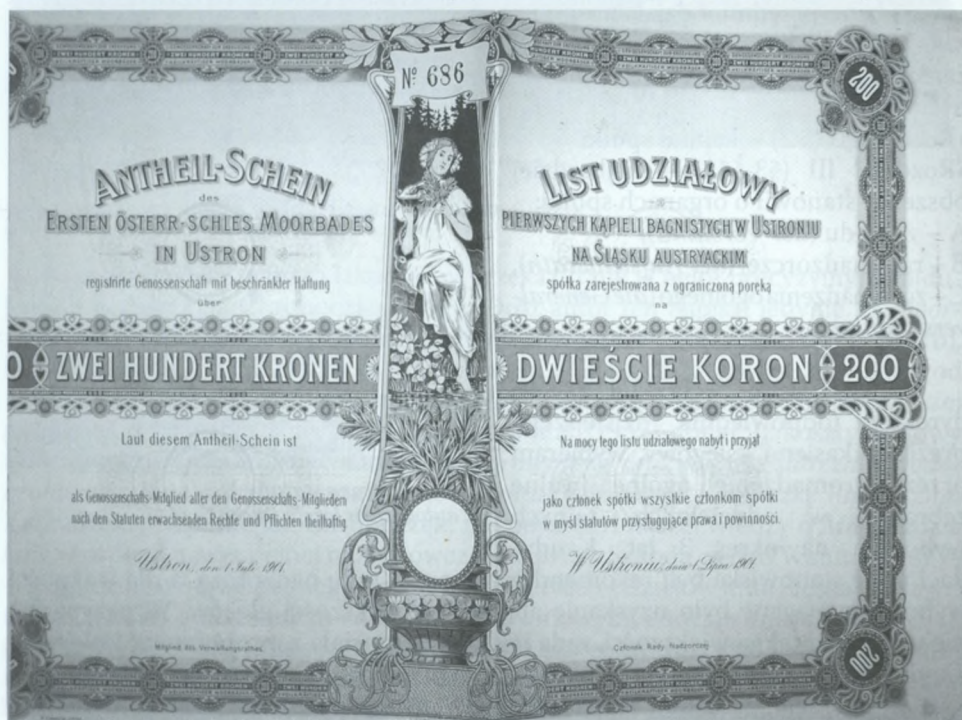 Nº 686
200
ANTHEIL-SCHEIN
des
ERSTEN ÖSTERR.-SCHLES. MOORBADES
IN USTRON
registrirte Genossenschaft mit beschränkter Haftung
über
ZWEI HUNDERT KRONEN
Laut diesem Antheil-Schein ist
als Genossenschafts-Mitglied aller den Genossenschafts-Mitgliedern
nach den Statuten erwachsenden Rechte und Pflichten theilhaftig.
Ustron, den 1. Juli 1901.
Mitglied des Verwaltungsrathes.
LIST UDZIAŁOWY
PIERWSZYCH KĄPIELI BAGNISTYCH W USTRONIU
NA ŚLĄSKU AUSTRYACKIM
spółka zarejestrowana z ograniczoną poręką
na
DWIEŚCIE KORON
200
Na mocy tego listu udziałowego nabył i przyjął
jako członek spółki wszystkie członkom spółki
w myśl statutów przysługujące prawa i powinności.
W Ustroniu, dnia 1 Lipca 1901.
Członek Rady Nadzorczej
200